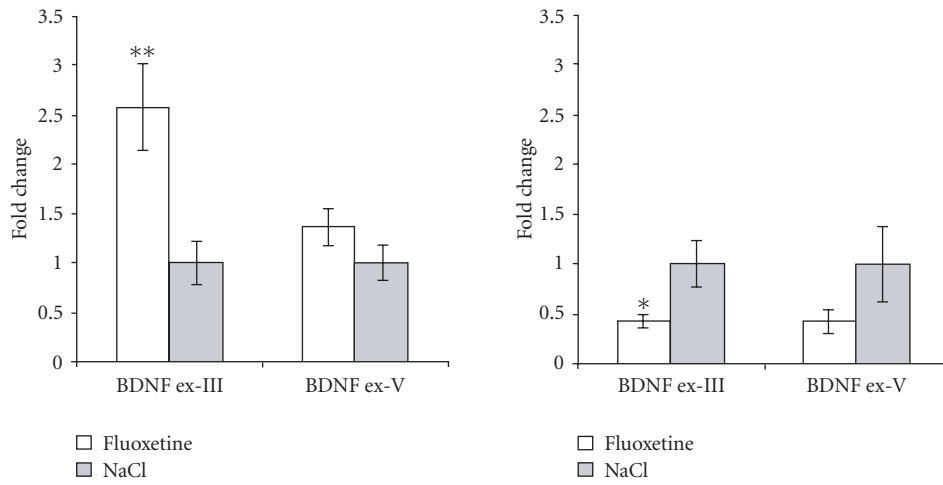 Fold change
3.5
3
2.5
2
1.5
1
0.5
0
**
BDNF ex-III
BDNF ex-V
Fluoxetine
NaCl
Fold change
3.5
3
2.5
2
1.5
1
0.5
0
*
BDNF ex-III
BDNF ex-V
Fluoxetine
NaCl